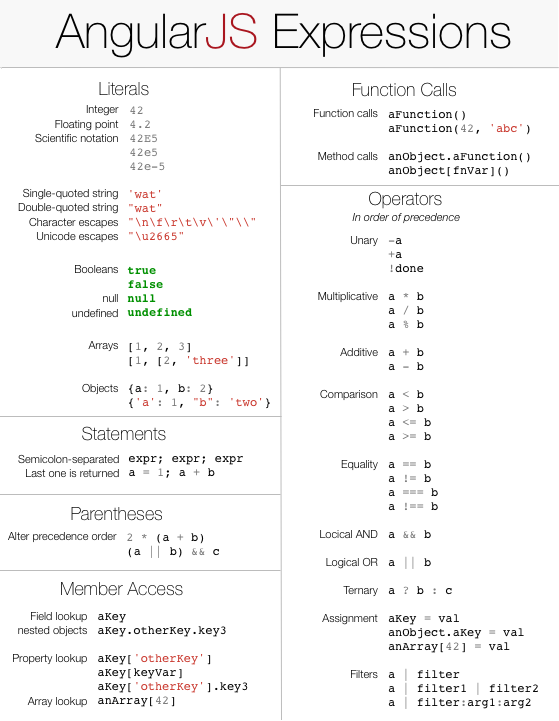 AngularJS Expressions
Literals
Integer 42
Floating point 4.2
Scientific notation 42E5
42e5
42e-5
Single-quoted string 'wat'
Double-quoted string "wat"
Character escapes "\n\f\r\t\v\'\"\\"
Unicode escapes "\u2665"
Booleans true
false
null null
undefined undefined
Arrays [1, 2, 3]
[1, [2, 'three']]
Objects {a: 1, b: 2}
{'a': 1, "b": 'two'}
Statements
Semicolon-separated expr; expr; expr
Last one is returned a = 1; a + b
Parentheses
Alter precedence order 2 * (a + b)
(a || b) && c
Member Access
Field lookup aKey
nested objects aKey.otherKey.key3
Property lookup aKey['otherKey']
aKey[keyVar]
aKey['otherKey'].key3
Array lookup anArray[42]
Function Calls
Function calls aFunction()
aFunction(42, 'abc')
Method calls anObject.aFunction()
anObject[fnVar]()
Operators
In order of precedence
Unary -a
+a
!done
Multiplicative a * b
a / b
a % b
Additive a + b
a - b
Comparison a < b
a > b
a <= b
a >= b
Equality a == b
a != b
a === b
a !== b
Locical AND a && b
Logical OR a || b
Ternary a ? b : c
Assignment aKey = val
anObject.aKey = val
anArray[42] = val
Filters a | filter
a | filter1 | filter2
a | filter:arg1:arg2